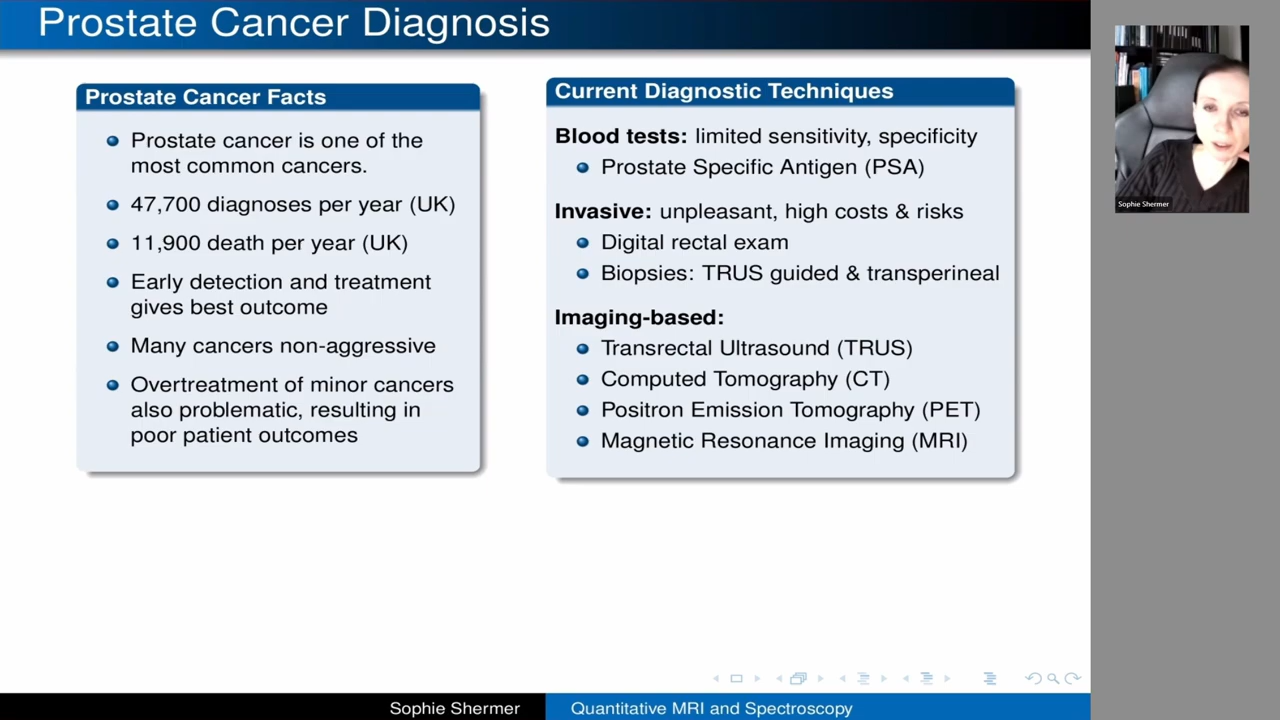 Prostate Cancer Diagnosis
Prostate Cancer Facts
Prostate cancer is one of the
most common cancers.
47,700 diagnoses per year (UK)
11,900 death per year (UK)
Early detection and treatment
gives best outcome
Many cancers non-aggressive
Overtreatment of minor cancers
also problematic, resulting in
poor patient outcomes
Current Diagnostic Techniques
Blood tests: limited sensitivity, specificity
Prostate Specific Antigen (PSA)
Invasive: unpleasant, high costs & risks
Digital rectal exam
Biopsies: TRUS guided & transperineal
Imaging-based:
Transrectal Ultrasound (TRUS)
Computed Tomography (CT)
Positron Emission Tomography (PET)
Magnetic Resonance Imaging (MRI)
Sophie Shermer
Sophie Shermer
Quantitative MRI and Spectroscopy